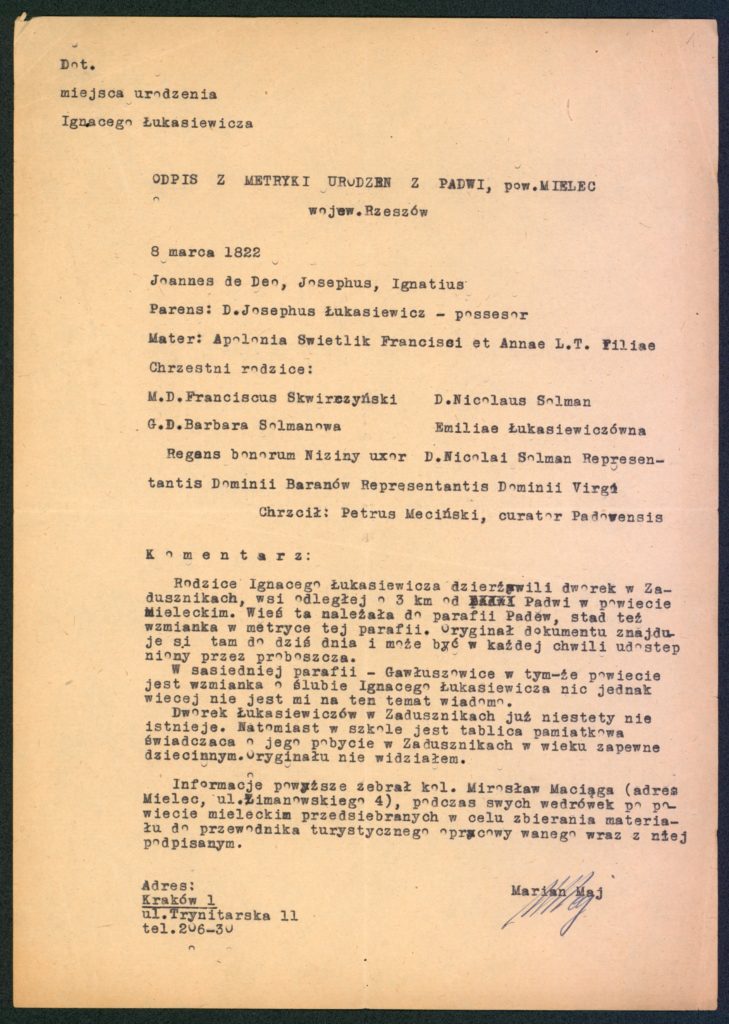 Dot.
miejsca urodzenia
Ignacego Łukasiewicza
ODPIS Z METRYKI URODZEN Z PADWI, pow.MIELEC
wojew.Rzeszów
8 marca 1822
Joannes de Deo, Josephus, Ignatius
Parens: D.Josephus Łukasiewicz - possesor
Mater: Apolonia Swietlik Francisci et Annae L.T. filiae
Chrzestni rodzice:
M.D.Franciscus Skwirczyński D.Nicolaus Solman
G.D.Barbara Solmanowa Emiliae Łukasiewiczówna
Regens bonorum Niziny uxor D.Nicolai Solman Represen-
tantis Dominii Baranów Representantis Dominii Virgi
Chrzcił: Petrus Meciński, curator Padowensis
K o m e n t a r z :
Rodzice Ignacego Łukasiewicza dzierżawili dworek w Za-
dusznikach, wsi odległej o 3 km od Padwi w powiecie
Mieleckim. Wieś ta należała do parafii Padew, stad też
wzmianka w metryce tej parafii. Oryginał dokumentu znajdu-
je si tam do dziś dnia i może być w każdej chwili udostep
niony przez proboszcza.
W sasiedniej parafii - Gawłuszowice w tym-że powiecie
jest wzmianka o ślubie Ignacego Łukasiewicza nic jednak
wiecej nie jest mi na ten temat wiadomo.
Dworek Łukasiewiczów w Zadusznikach już niestety nie
istnieje. Natomiast w szkole jest tablica pamiatkowa
świadczaca o jego pobycie w Zadusznikach w wieku zapewne
dziecinnym.Oryginału nie widziałem.
Informacje powyższe zebrał kol. Mirosław Maciąga (adres
Mielec, ul.Limanowskiego 4), podczas swych wedrówek po po-
wiecie mieleckim przedsiebranych w celu zbierania materia-
łu do przewodnika turystycznego opracowy wanego wraz z niżej
podpisanym.
Adres:
Kraków 1
ul.Trynitarska 11
tel.206-30
Marian Maj